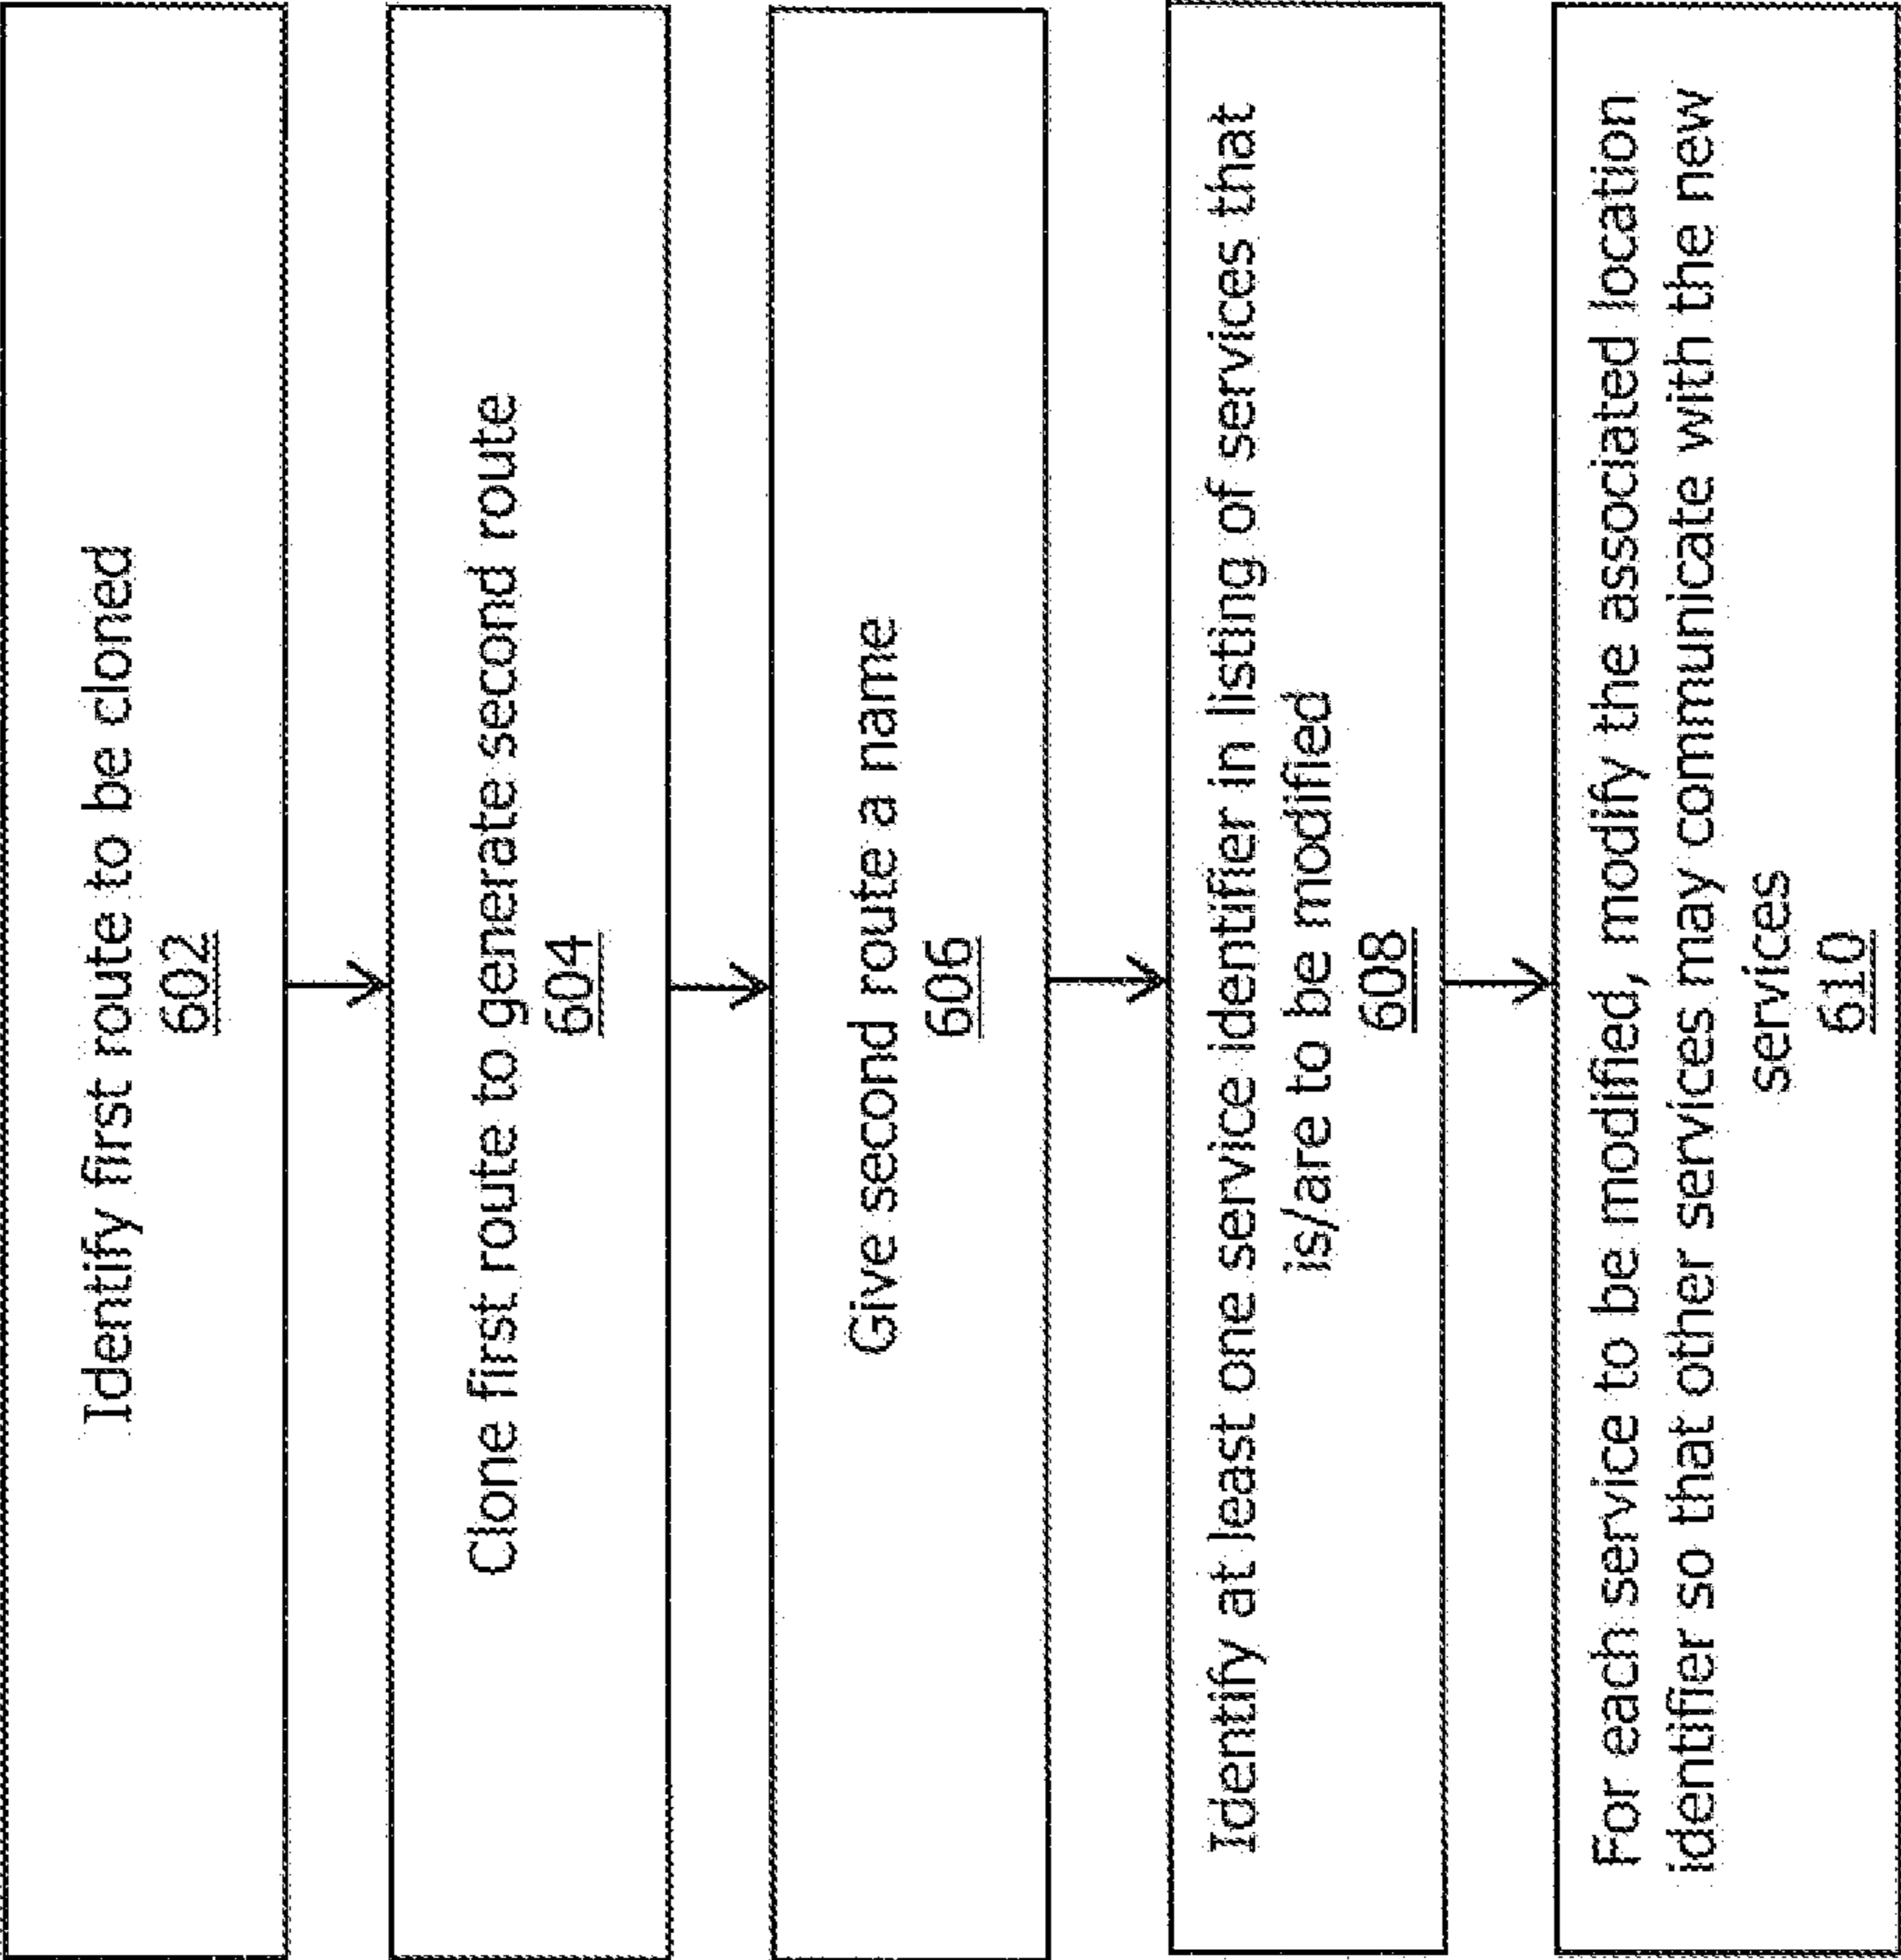 Identify first route to be cloned
602
Clone first route to generate second route
604
Give second route a name
606
Identify at least one service identifier in listing of services that
is/are to be modified
608
For each service to be modified, modify the associated location
identifier so that other services may communicate with the new
services
610